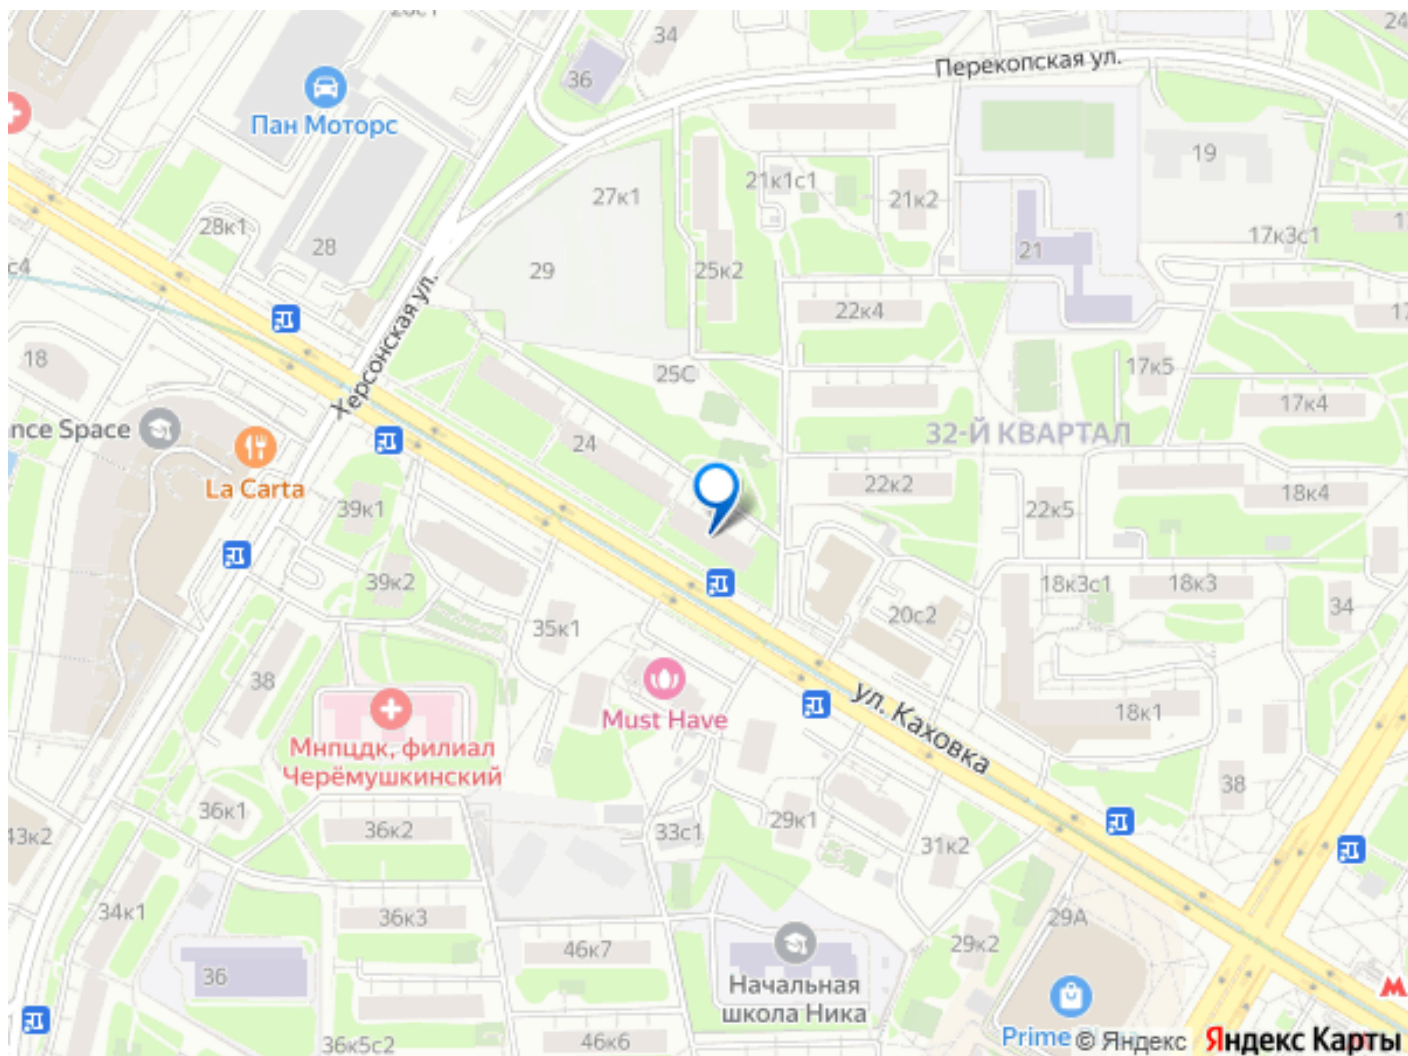 34
24
36
Перекопская ул.
Пан Моторс
19
27к1
21к1с1
21к2
28к1
28
17к3с1
21
29
25к2
22к4
с4
Херсонская ул.
18
25С
17к5
17к4
nce Space
24
32-Й КВАРТАЛ
La Carta
39к1
22к2
22к5
18к4
39к2
18к3с1
18к3
34
35к1
20с2
38
Must Have
ул. Каховка
18к1
Мнпцдк, филиал
Черёмушкинский
38
36к1
36к2
33с1
29к1
31к2
43к2
34к1
36к3
29А
46к7
29к2
36
Начальная
школа Ника
36к5с2
46к6
Prime
© Яндекс
Яндекс Карты